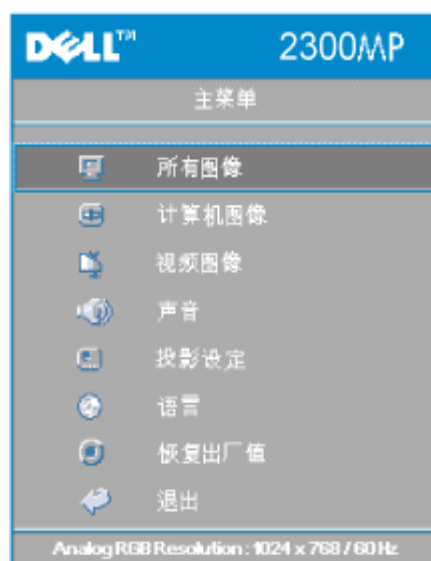 DELL™ 2300MP
主菜单
所有图像
计算机图像
视频图像
声音
投影设定
语言
恢复出厂值
退出
Analog RGB Resolution : 1024 x 768 / 60 Hz